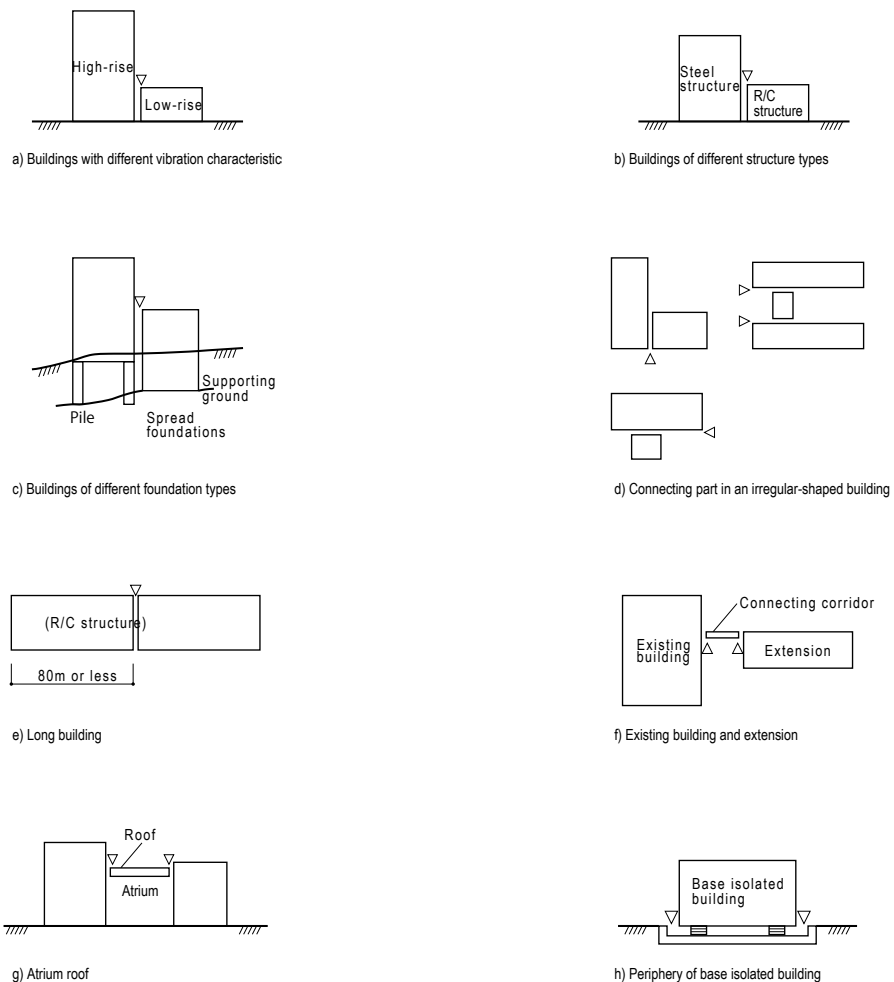 High-rise
Low-rise
a) Buildings with different vibration characteristic
Steel
structure
R/C
structure
b) Buildings of different structure types
Pile
Spread
foundations
Supporting
ground
c) Buildings of different foundation types
d) Connecting part in an irregular-shaped building
(R/C structure)
80m or less
e) Long building
Existing
building
Connecting corridor
Extension
f) Existing building and extension
Roof
Atrium
g) Atrium roof
Base isolated
building
h) Periphery of base isolated building